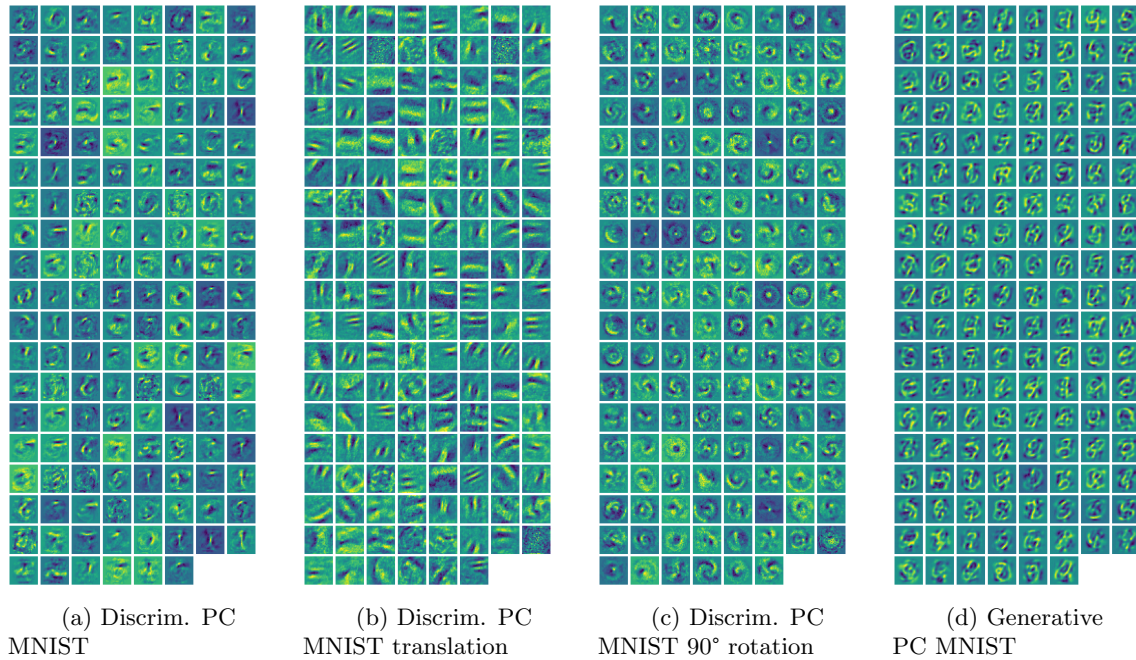 (a) Discrim. PC
MNIST
(b) Discrim. PC
MNIST translation
(c) Discrim. PC
MNIST 90° rotation
(d) Generative
PC MNIST